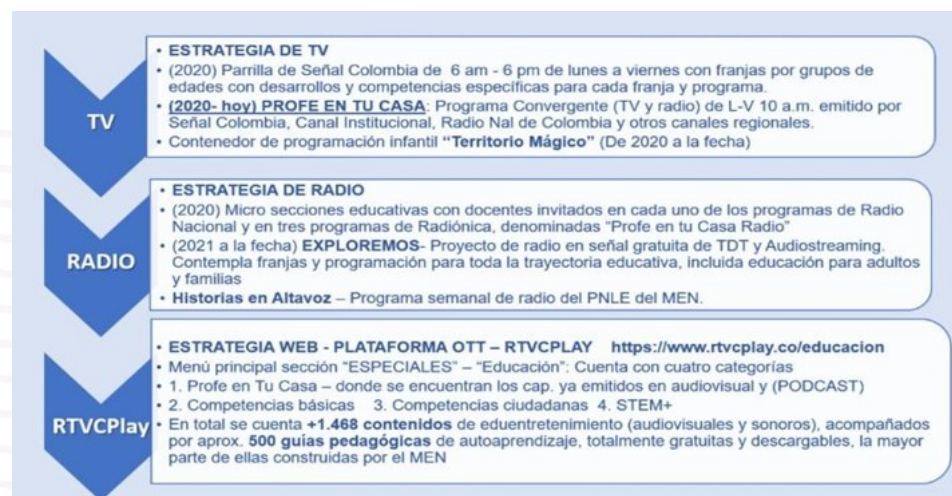 TV
• ESTRATEGIA DE TV
• (2020) Parrilla de Señal Colombia de 6 am - 6 pm de lunes a viernes con franjas por grupos de
edades con desarrollos y competencias específicas para cada franja y programa.
• (2020- hoy) PROFE EN TU CASA: Programa Convergente (TV y radio) de L-V 10 a.m. emitido por
Señal Colombia, Canal Institucional, Radio Nal de Colombia y otros canales regionales.
• Contenedor de programación infantil “Territorio Mágico” (De 2020 a la fecha)
RADIO
• ESTRATEGIA DE RADIO
• (2020) Micro secciones educativas con docentes invitados en cada uno de los programas de Radio
Nacional y en tres programas de Radiónica, denominadas "Profe en tu Casa Radio"
• (2021 a la fecha) EXPLOREMOS- Proyecto de radio en señal gratuita de TDT y Audiostreaming.
Contempla franjas y programación para toda la trayectoria educativa, incluida educación para adultos
y familias
• Historias en Altavoz – Programa semanal de radio del PNLE del MEN.
RTVCPlay
• ESTRATEGIA WEB - PLATAFORMA OTT – RTVCPLAY https://www.rtvcplay.co/educacion
• Menú principal sección “ESPECIALES” – “Educación”: Cuenta con cuatro categorías
• 1. Profe en Tu Casa – donde se encuentran los cap. ya emitidos en audiovisual y (PODCAST)
• 2. Competencias básicas 3. Competencias ciudadanas 4. STEM+
• En total se cuenta +1.468 contenidos de eduentretenimiento (audiovisuales y sonoros), acompañados
por aprox. 500 guías pedagógicas de autoaprendizaje, totalmente gratuitas y descargables, la mayor
parte de ellas construidas por el MEN